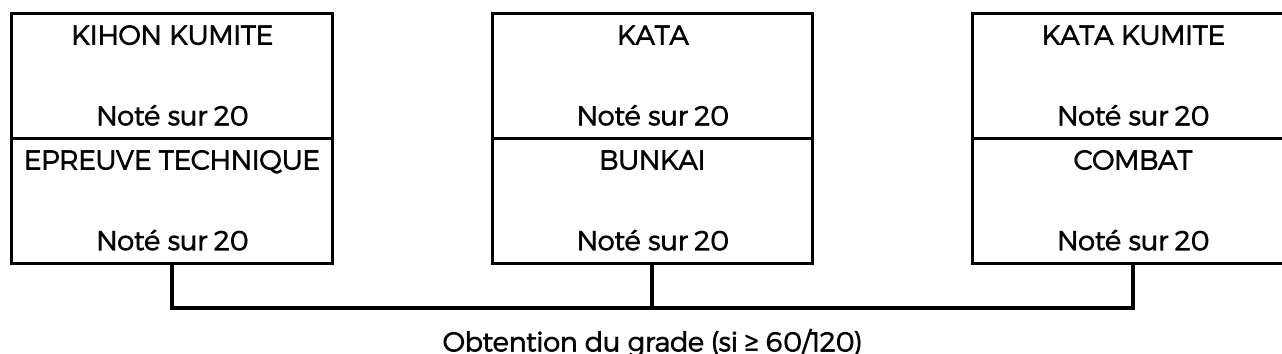 KIHON KUMITE
Noté sur 20
EPREUVE TECHNIQUE
Noté sur 20
KATA
Noté sur 20
BUNKAI
Noté sur 20
KATA KUMITE
Noté sur 20
COMBAT
Noté sur 20
Obtention du grade (si ≥ 60/120)